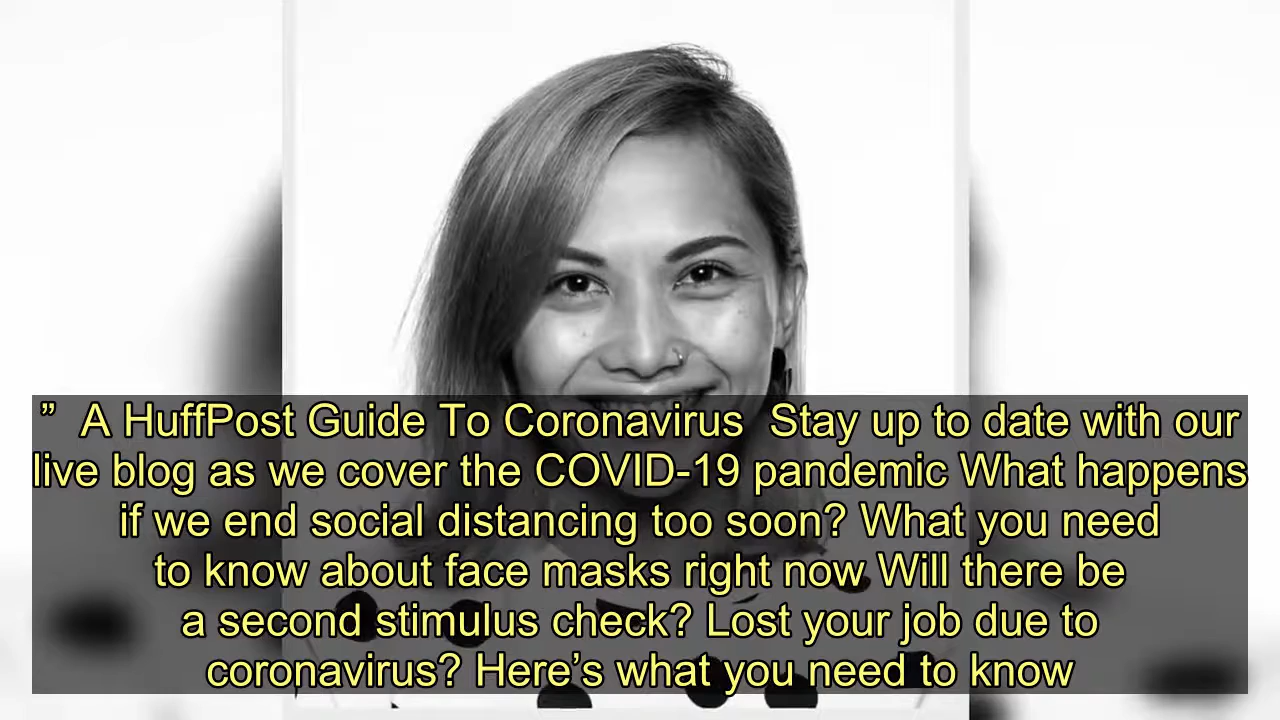 ” A HuffPost Guide To Coronavirus Stay up to date with our
live blog as we cover the COVID-19 pandemic What happens
if we end social distancing too soon? What you need
to know about face masks right now Will there be
a second stimulus check? Lost your job due to
coronavirus? Here’s what you need to know